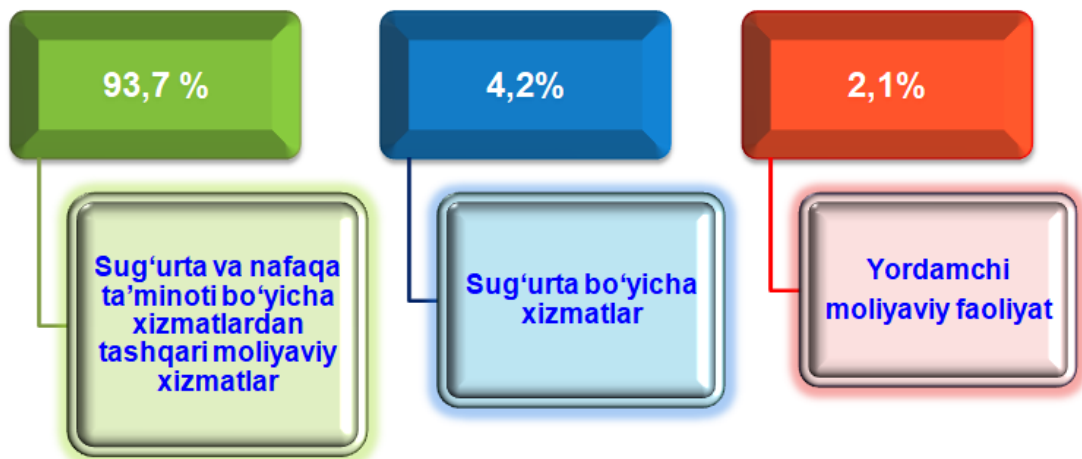 93,7 %
4,2%
2,1%
Sug‘urta va nafaqa
ta’minoti bo‘yicha
xizmatlardan
tashqari moliyaviy
xizmatlar
Sug‘urta bo‘yicha
xizmatlar
Yordamchi
moliyaviy faoliyat